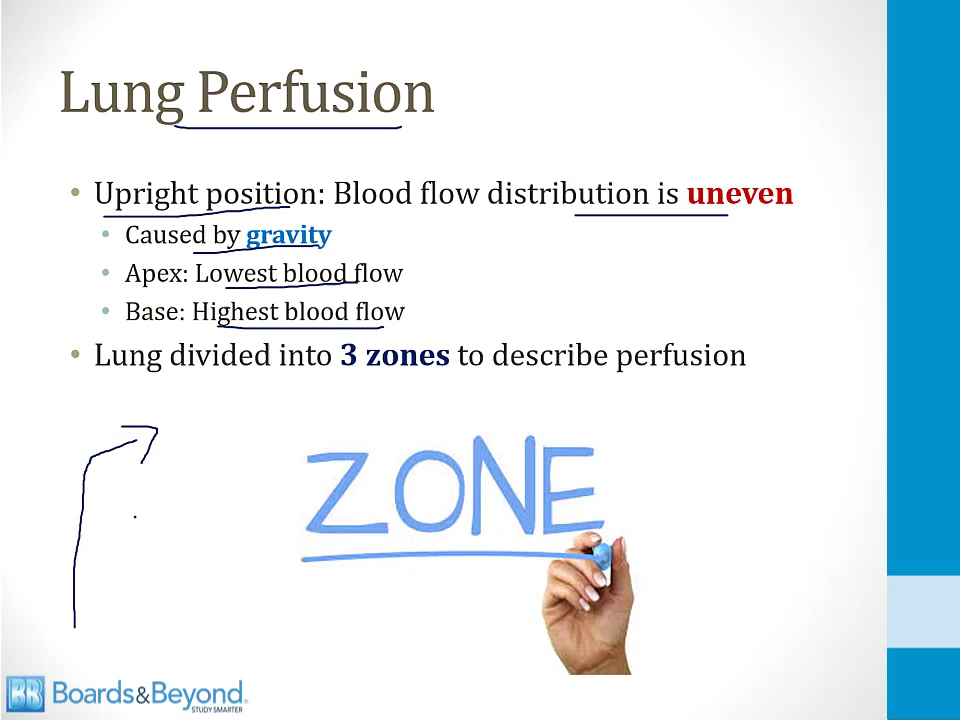 Lung Perfusion
• Upright position: Blood flow distribution is uneven
• Caused by gravity
• Apex: Lowest blood flow
• Base: Highest blood flow
• Lung divided into 3 zones to describe perfusion
ZONE
BB Boards&Beyond.
STUDY SMARTER